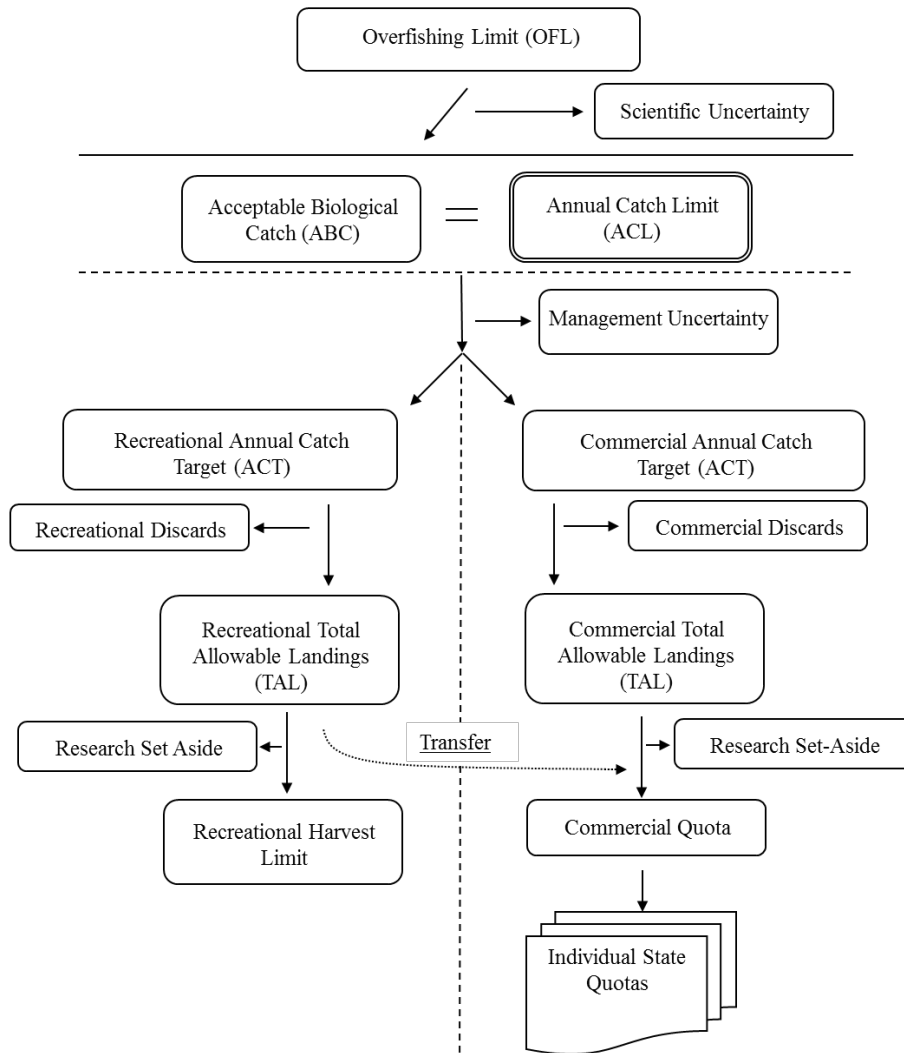 Overfishing Limit (OFL)
Scientific Uncertainty
Acceptable Biological
Catch (ABC)
=
Annual Catch Limit
(ACL)
Management Uncertainty
Recreational Annual Catch
Target (ACT)
Commercial Annual Catch
Target (ACT)
Recreational Discards
Commercial Discards
Recreational Total
Allowable Landings
(TAL)
Commercial Total
Allowable Landings
(TAL)
Research Set Aside
Transfer
Research Set-Aside
Recreational Harvest
Limit
Commercial Quota
Individual State
Quotas